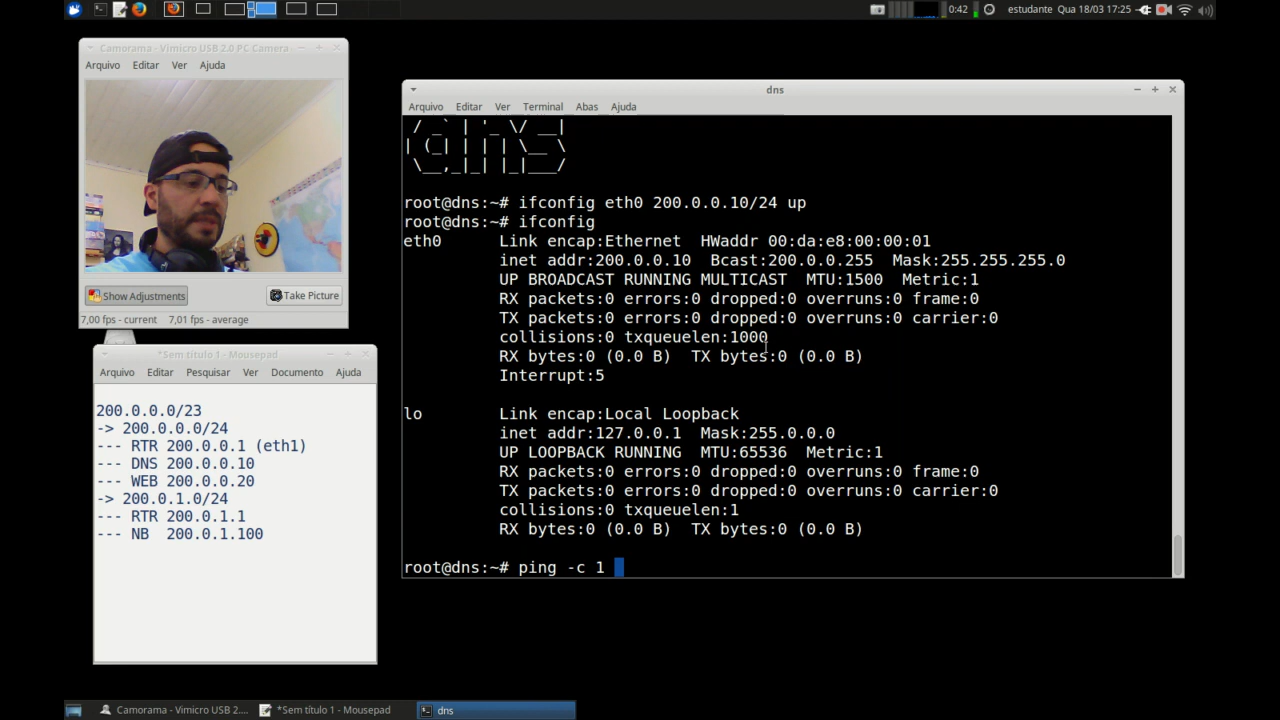 0:42 estudante Qua 18/03 17:25
Camorama - Vimicro USB 2.0 PC Camera
Arquivo Editar Ver Ajuda
Show Adjustments Take Picture
7,00 fps - current 7,01 fps - average
*Sem título 1 - Mousepad
Arquivo Editar Pesquisar Ver Documento Ajuda
200.0.0.0/23
-> 200.0.0.0/24
--- RTR 200.0.0.1 (eth1)
--- DNS 200.0.0.10
--- WEB 200.0.0.20
-> 200.0.1.0/24
--- RTR 200.0.1.1
--- NB  200.0.1.100
dns
Arquivo Editar Ver Terminal Abas Ajuda
dns
root@dns:~# ifconfig eth0 200.0.0.10/24 up
root@dns:~# ifconfig
eth0      Link encap:Ethernet  HWaddr 00:da:e8:00:00:01
          inet addr:200.0.0.10  Bcast:200.0.0.255  Mask:255.255.255.0
          UP BROADCAST RUNNING MULTICAST  MTU:1500  Metric:1
          RX packets:0 errors:0 dropped:0 overruns:0 frame:0
          TX packets:0 errors:0 dropped:0 overruns:0 carrier:0
          collisions:0 txqueuelen:1000
          RX bytes:0 (0.0 B)  TX bytes:0 (0.0 B)
          Interrupt:5
lo        Link encap:Local Loopback
          inet addr:127.0.0.1  Mask:255.0.0.0
          UP LOOPBACK RUNNING  MTU:65536  Metric:1
          RX packets:0 errors:0 dropped:0 overruns:0 frame:0
          TX packets:0 errors:0 dropped:0 overruns:0 carrier:0
          collisions:0 txqueuelen:1
          RX bytes:0 (0.0 B)  TX bytes:0 (0.0 B)
root@dns:~# ping -c 1
Camorama - Vimicro USB 2.... *Sem título 1 - Mousepad dns